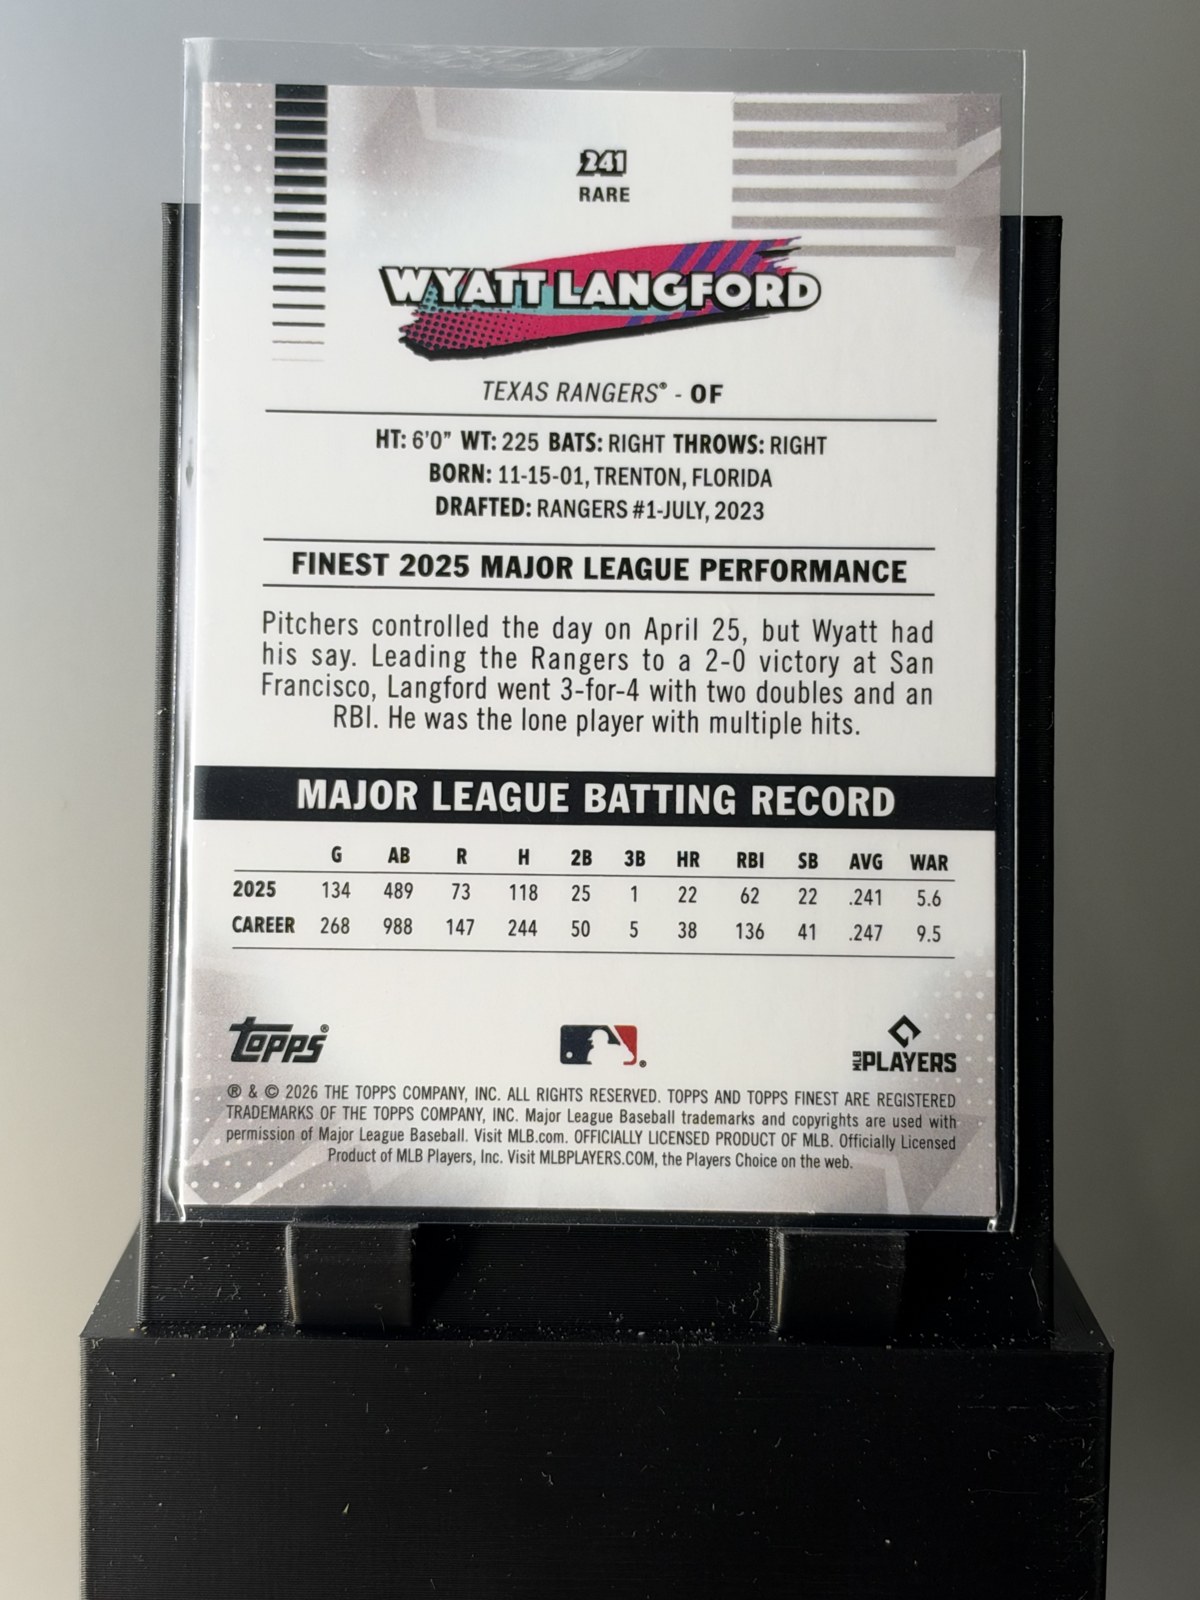 241
RARE
WYATT LANGFORD
TEXAS RANGERS® - OF
HT: 6'0" WT: 225 BATS: RIGHT THROWS: RIGHT
BORN: 11-15-01, TRENTON, FLORIDA
DRAFTED: RANGERS #1-JULY, 2023
FINEST 2025 MAJOR LEAGUE PERFORMANCE
Pitchers controlled the day on April 25, but Wyatt had
his say. Leading the Rangers to a 2-0 victory at San
Francisco, Langford went 3-for-4 with two doubles and an
RBI. He was the lone player with multiple hits.
MAJOR LEAGUE BATTING RECORD
G AB R H 2B 3B HR RBI SB AVG WAR
2025 134 489 73 118 25 1 22 62 22 .241 5.6
CAREER 268 988 147 244 50 5 38 136 41 .247 9.5
topps®
®
MLB PLAYERS
® & © 2026 THE TOPPS COMPANY, INC. ALL RIGHTS RESERVED. TOPPS AND TOPPS FINEST ARE REGISTERED
TRADEMARKS OF THE TOPPS COMPANY, INC. Major League Baseball trademarks and copyrights are used with
permission of Major League Baseball. Visit MLB.com. OFFICIALLY LICENSED PRODUCT OF MLB. Officially Licensed
Product of MLB Players, Inc. Visit MLBPLAYERS.COM, the Players Choice on the web.